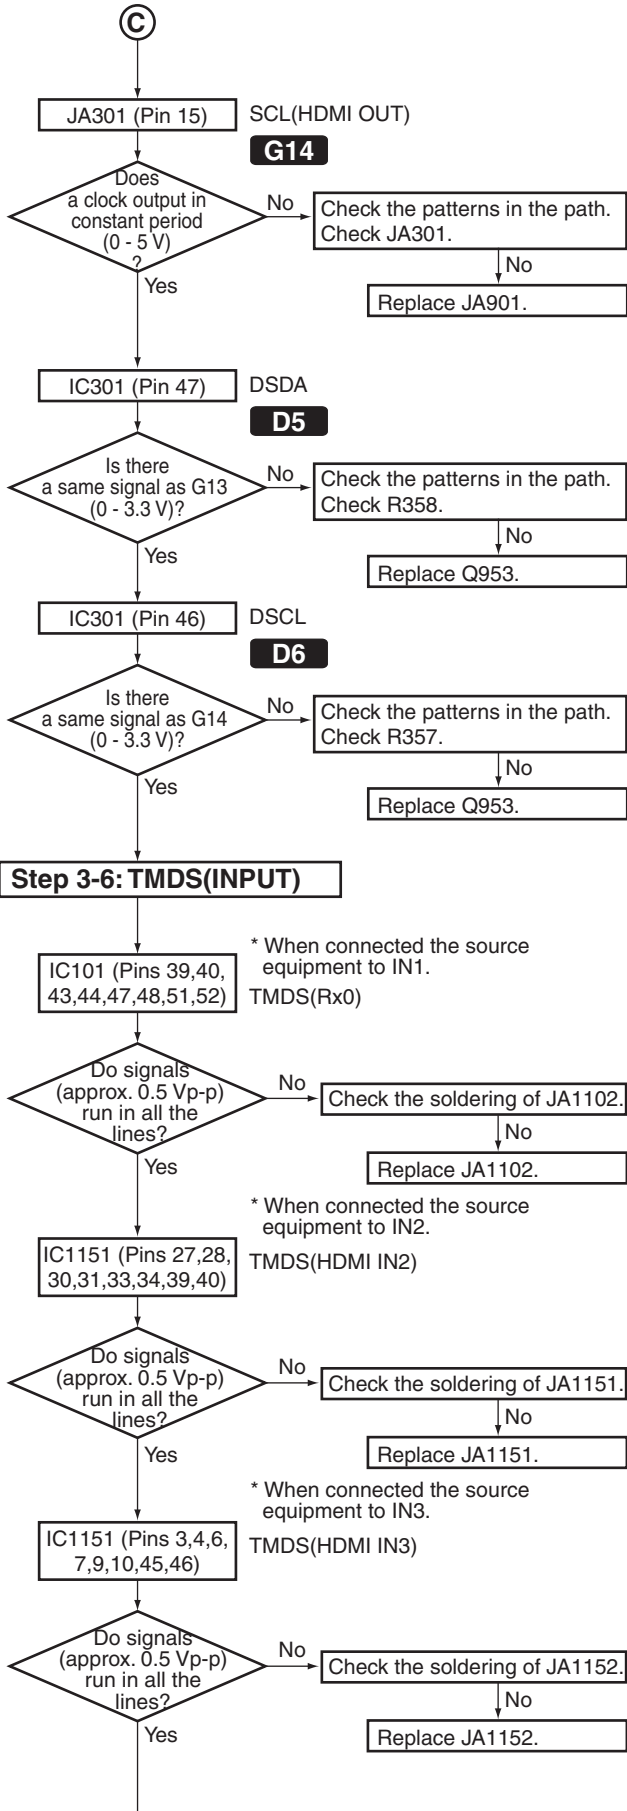 C
JA301 (Pin 15)
SCL(HDMI OUT)
G14
Does
a clock output in
constant period
(0 - 5 V)
?
No
Check the patterns in the path.
Check JA301.
No
Replace JA901.
Yes
IC301 (Pin 47)
DSDA
D5
Is there
a same signal as G13
(0 - 3.3 V)?
No
Check the patterns in the path.
Check R358.
No
Replace Q953.
Yes
IC301 (Pin 46)
DSCL
D6
Is there
a same signal as G14
(0 - 3.3 V)?
No
Check the patterns in the path.
Check R357.
No
Replace Q953.
Yes
Step 3-6: TMDS(INPUT)
* When connected the source
equipment to IN1.
IC101 (Pins 39,40,
43,44,47,48,51,52)
TMDS(Rx0)
Do signals
(approx. 0.5 Vp-p)
run in all the
lines?
No
Check the soldering of JA1102.
No
Replace JA1102.
Yes
* When connected the source
equipment to IN2.
IC1151 (Pins 27,28,
30,31,33,34,39,40)
TMDS(HDMI IN2)
Do signals
(approx. 0.5 Vp-p)
run in all the
lines?
No
Check the soldering of JA1151.
No
Replace JA1151.
Yes
* When connected the source
equipment to IN3.
IC1151 (Pins 3,4,6,
7,9,10,45,46)
TMDS(HDMI IN3)
Do signals
(approx. 0.5 Vp-p)
run in all the
lines?
No
Check the soldering of JA1152.
No
Replace JA1152.
Yes